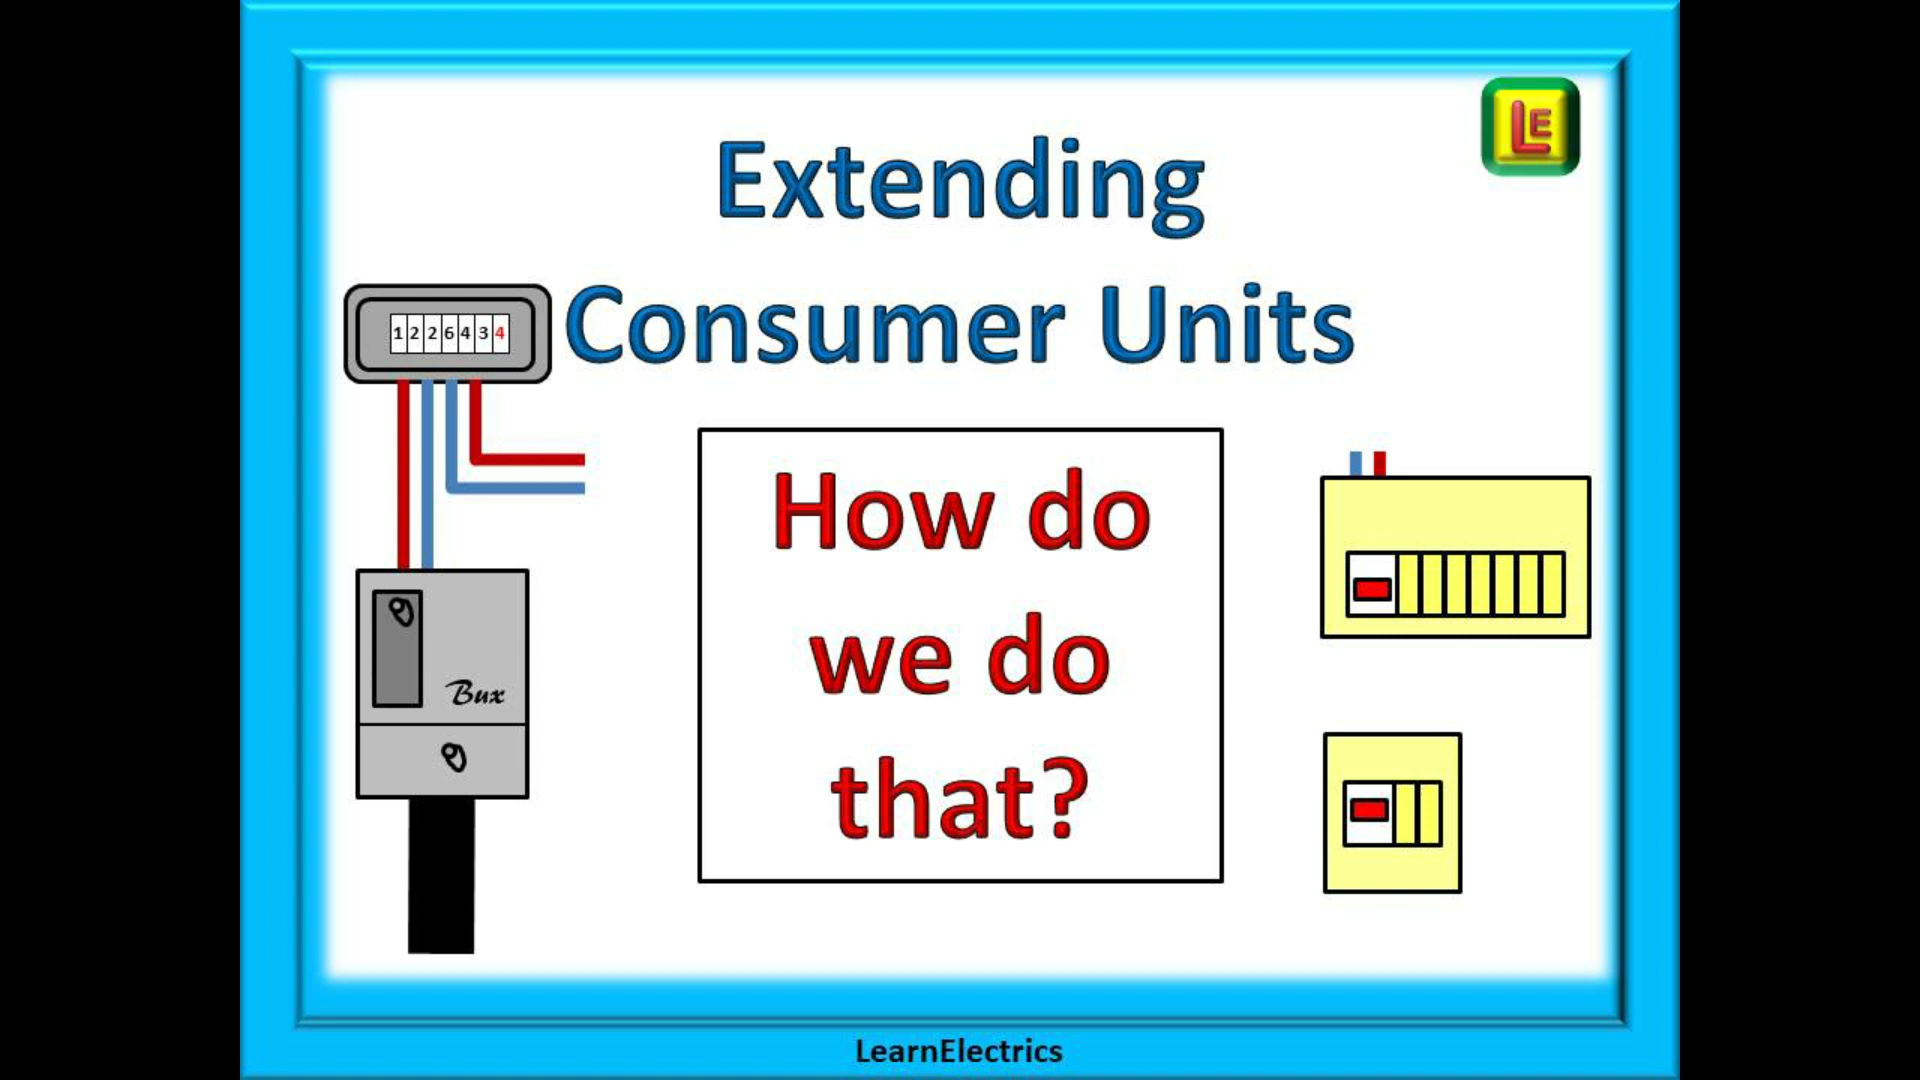 LE
Extending
Consumer Units
1226434
How do
we do
that?
Bux
LearnElectrics